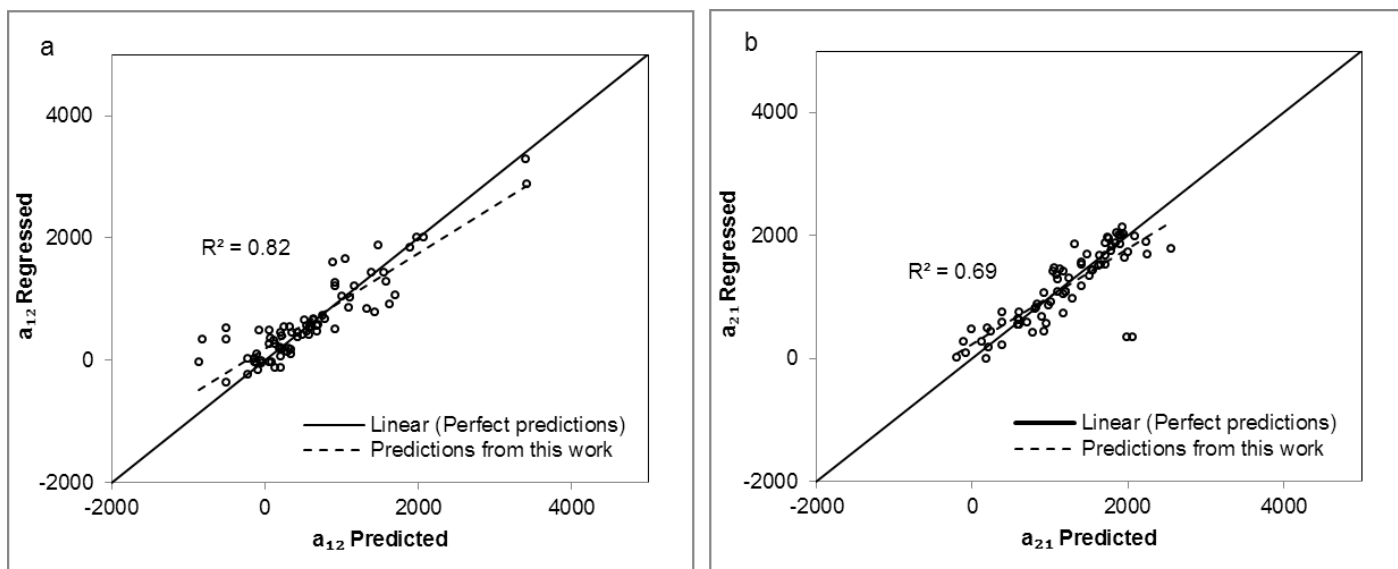 a
4000
2000
0
-2000
a₁₂ Regressed
R² = 0.82
Linear (Perfect predictions)
Predictions from this work
-2000 0 2000 4000
a₁₂ Predicted
b
4000
2000
0
-2000
a₂₁ Regressed
R² = 0.69
Linear (Perfect predictions)
Predictions from this work
-2000 0 2000 4000
a₂₁ Predicted